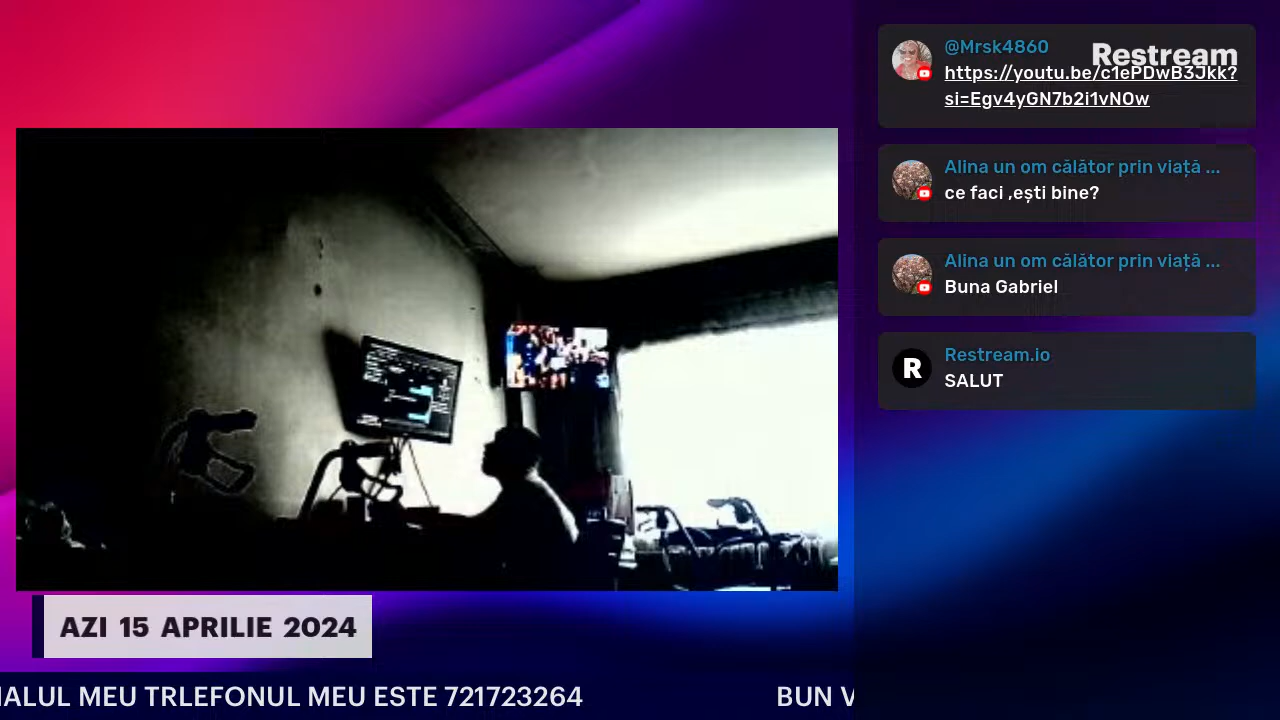 @Mrsk4860
Restream
https://youtu.be/c1ePDwB3Jkk?
si=Egv4yGN7b2i1vNOw
Alina un om călător prin viață ...
ce faci ,ești bine?
Alina un om călător prin viață ...
Buna Gabriel
R
Restream.io
SALUT
AZI 15 APRILIE 2024
MEU TRLEFONUL MEU ESTE 721723264
BUN